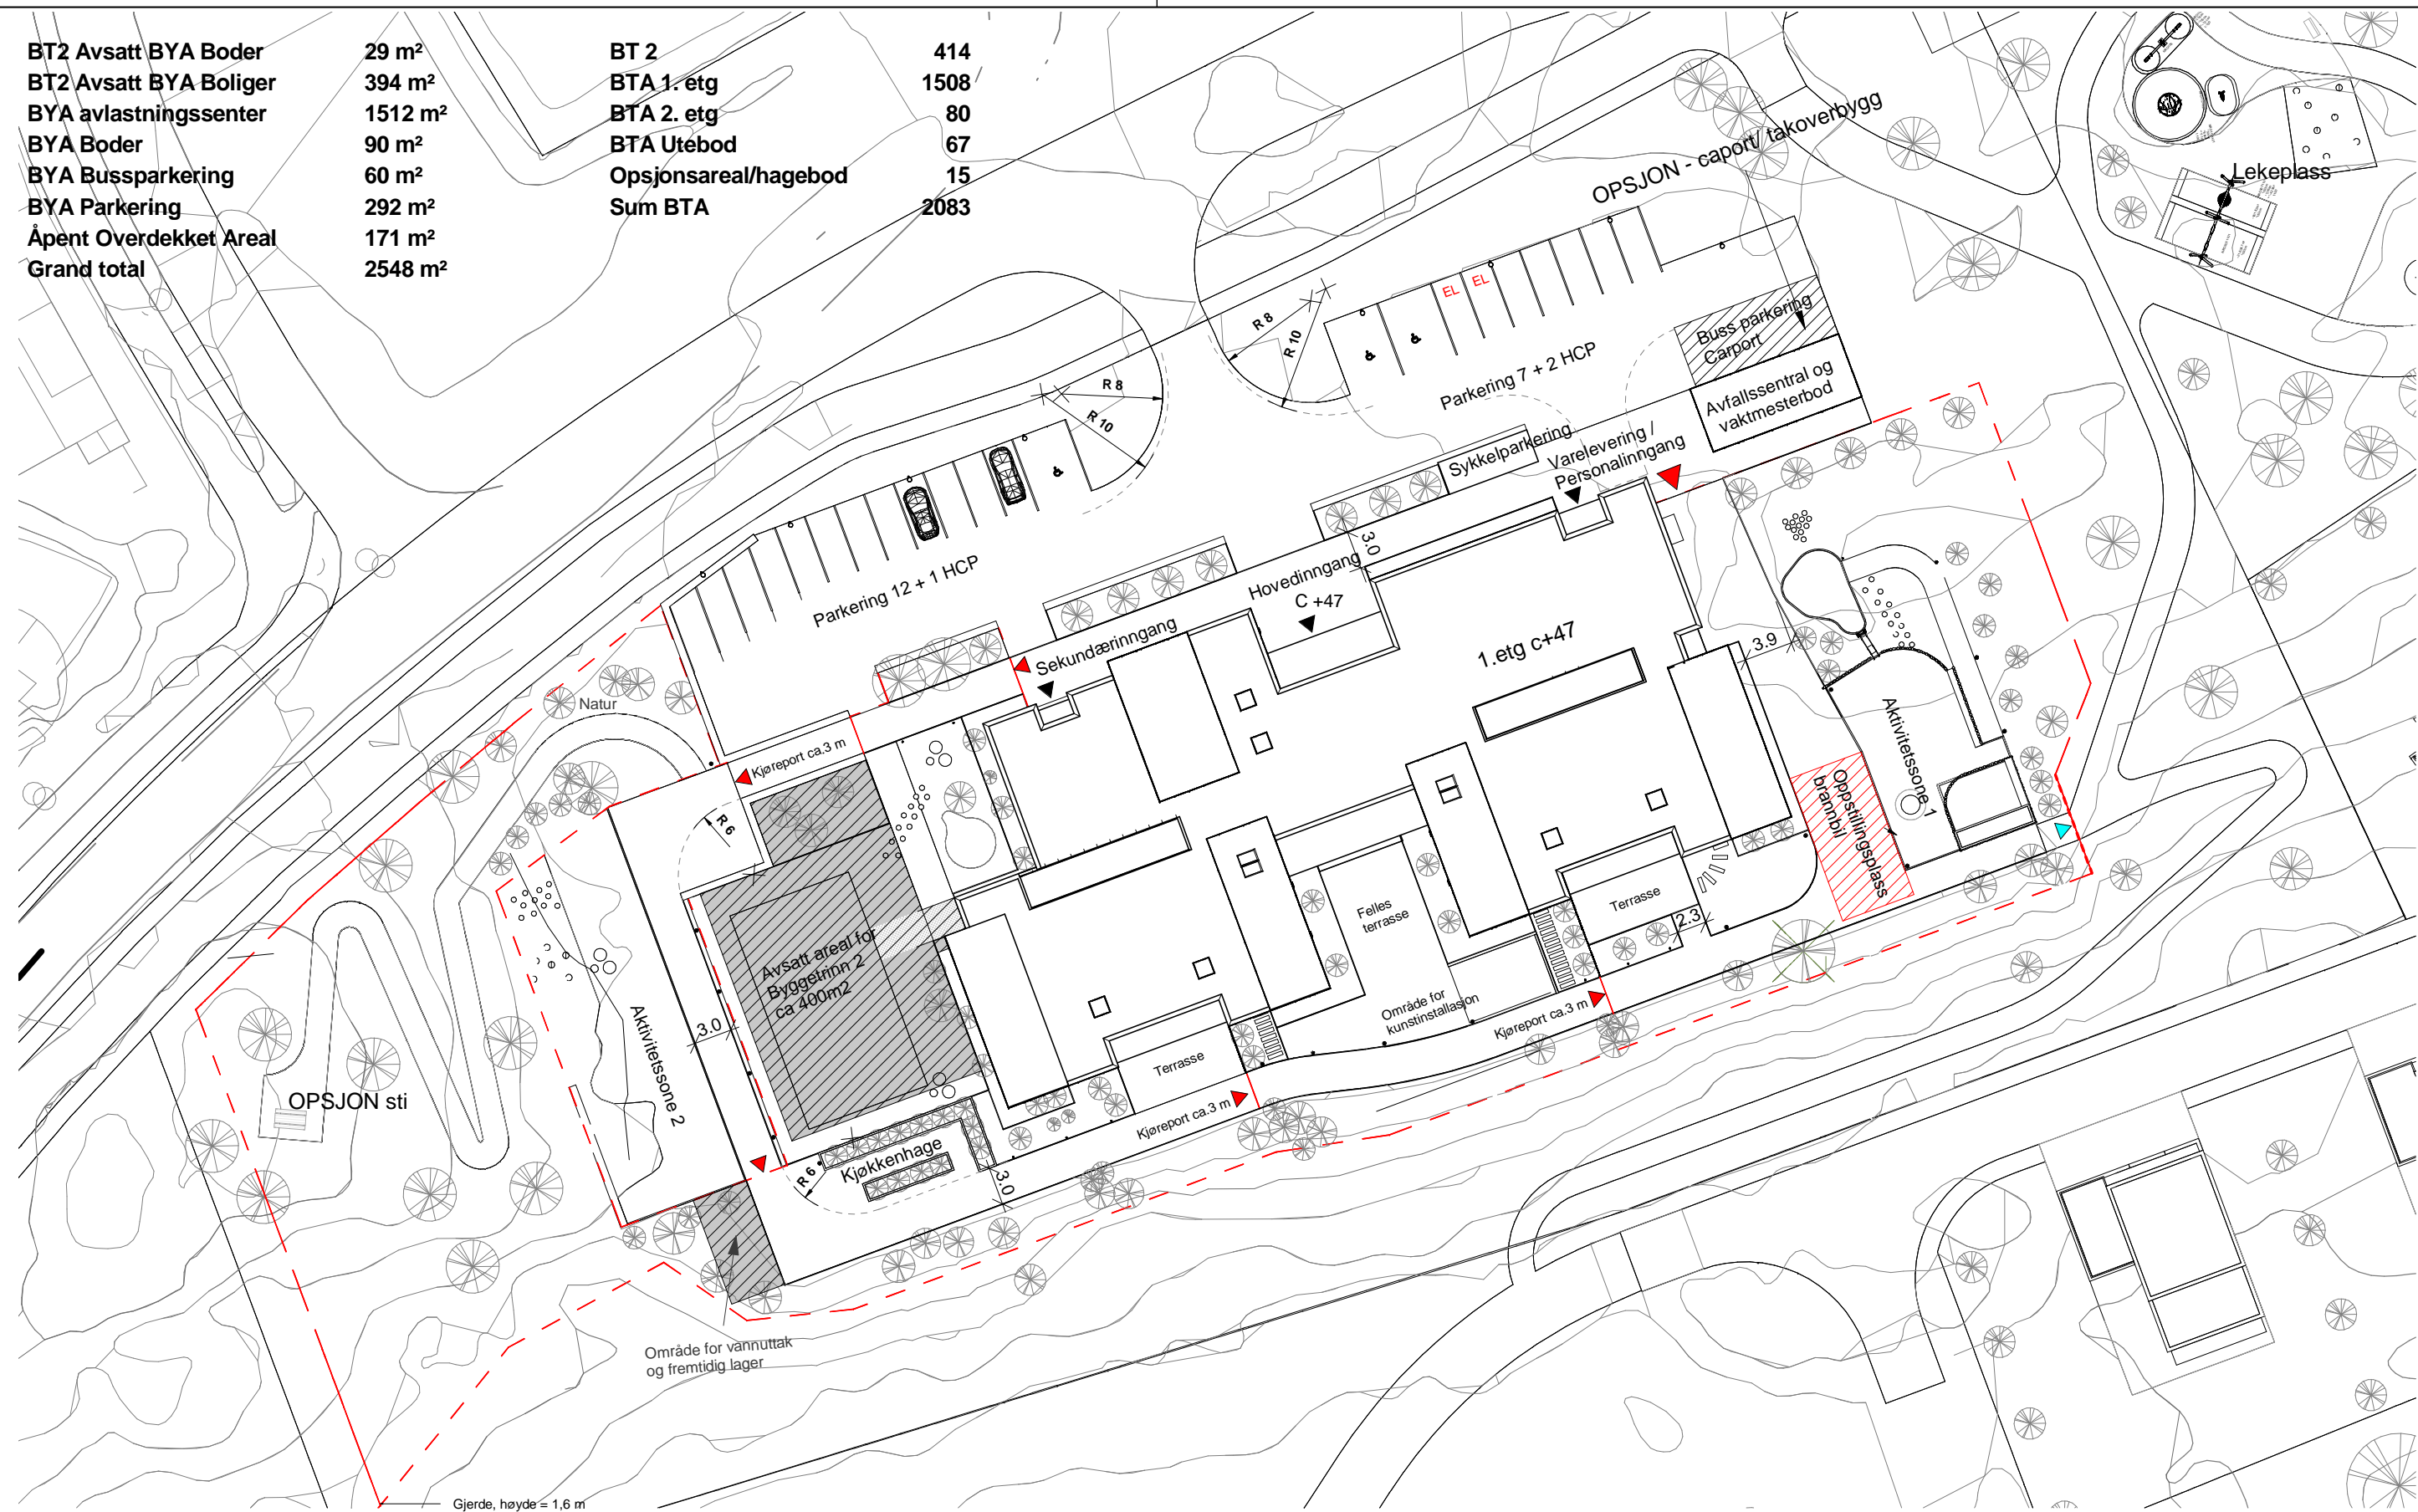 BT2 Avsatt BYA Boder 29 m²
BT2 Avsatt BYA Boliger 394 m²
BYA avlastningssenter 1512 m²
BYA Boder 90 m²
BYA Bussparkering 60 m²
BYA Parkering 292 m²
Åpent Overdekket Areal 171 m²
Grand total 2548 m²
BT 2 414
BTA 1. etg 1508
BTA 2. etg 80
BTA Utebod 67
Opsjonsareal/hagebod 15
Sum BTA 2083
OPSJON - caport/ takoverbygg
Lekeplass
EL
EL
R 8
R 10
Buss parkering
Carport
Parkering 7 + 2 HCP
Avfallssentral og
vaktmesterbod
R 8
R 10
Sykkelparkering
Varelevering /
Personalinngang
3.0
Parkering 12 + 1 HCP
Hovedinngang
C +47
Sekundærinngang
1.etg c+47
3.9
Natur
Kjøreport ca.3 m
R 6
Aktivitetssone 1
Oppstillingsplass
brannbil
Felles
terrasse
Terrasse
2.3
Avsatt areal for
Byggetrinn 2
ca 400m2
3.0
Område for
kunstinstallasjon
Kjøreport ca.3 m
Aktivitetssone 2
Terrasse
OPSJON sti
Kjøreport ca.3 m
Kjøkkenhage
R 6
3.0
Område for vannuttak
og fremtidig lager
Gjerde, høyde = 1,6 m